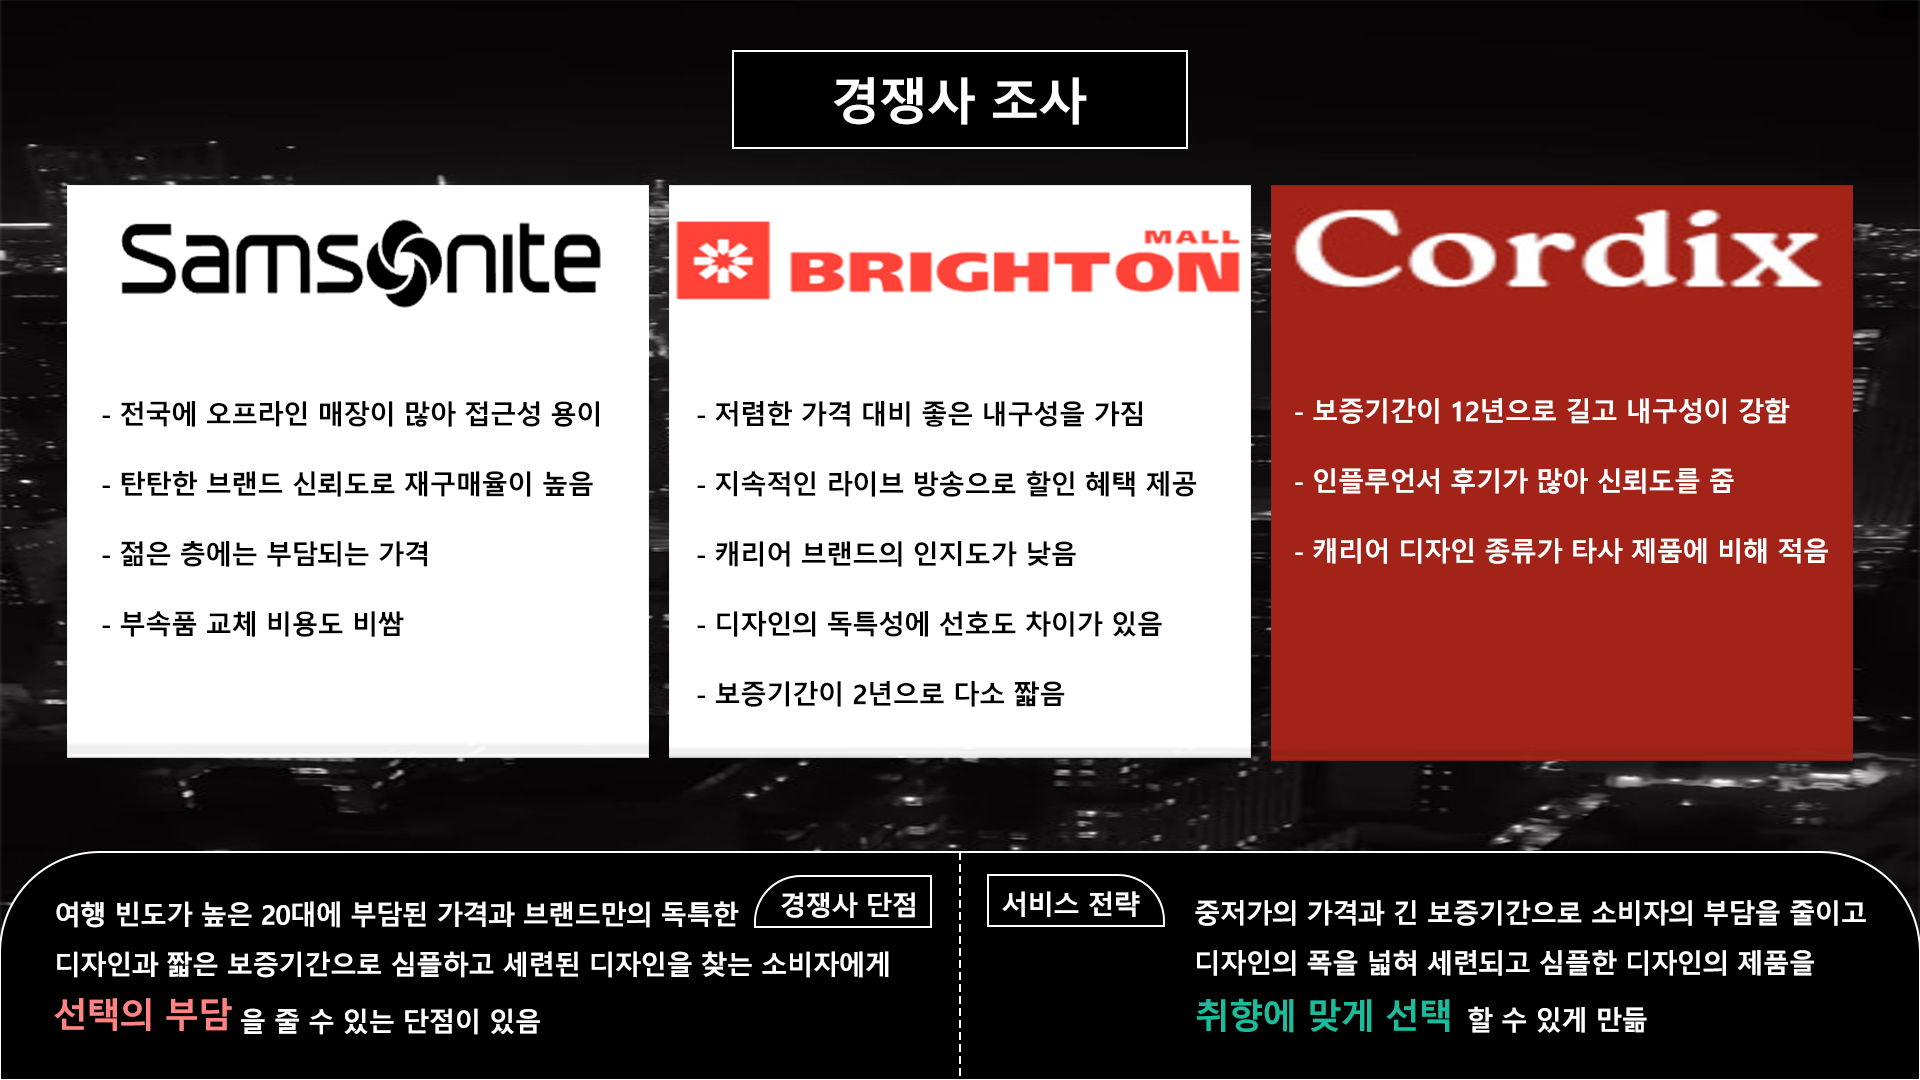 경쟁사 조사
Samsonite
MALL
BRIGHTON
Cordix
- 전국에 오프라인 매장이 많아 접근성 용이
- 탄탄한 브랜드 신뢰도로 재구매율이 높음
- 젊은 층에는 부담되는 가격
- 부속품 교체 비용도 비쌈
- 저렴한 가격 대비 좋은 내구성을 가짐
- 지속적인 라이브 방송으로 할인 혜택 제공
- 캐리어 브랜드의 인지도가 낮음
- 디자인의 독특성에 선호도 차이가 있음
- 보증기간이 2년으로 다소 짧음
- 보증기간이 12년으로 길고 내구성이 강함
- 인플루언서 후기가 많아 신뢰도를 줌
- 캐리어 디자인 종류가 타사 제품에 비해 적음
경쟁사 단점
여행 빈도가 높은 20대에 부담된 가격과 브랜드만의 독특한
디자인과 짧은 보증기간으로 심플하고 세련된 디자인을 찾는 소비자에게
선택의 부담 을 줄 수 있는 단점이 있음
서비스 전략
중저가의 가격과 긴 보증기간으로 소비자의 부담을 줄이고
디자인의 폭을 넓혀 세련되고 심플한 디자인의 제품을
취향에 맞게 선택 할 수 있게 만듦